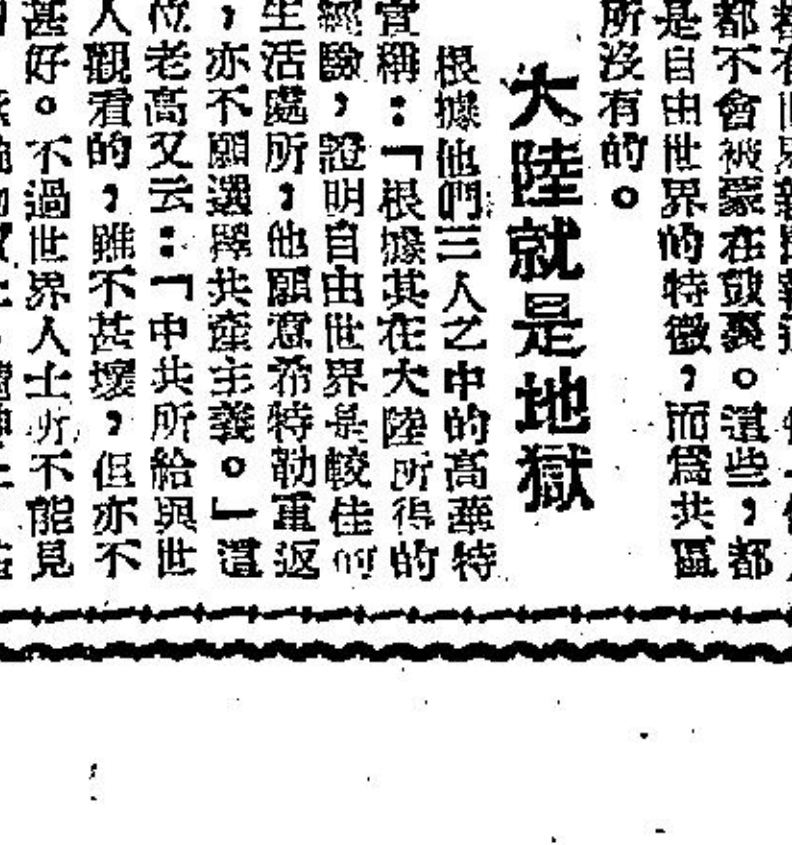 都不會被蒙在鼓裏。這些,都
是自由世界的特徵,而爲共區
所沒有的。
大陸就是地獄
根據他們三人之中的高華特
稱:「根據其在大陸所得的
經驗,證明自由世界是較佳的
生活處所,他願意希特勒重返
,亦不願選擇共產主義。」這
位老高又云:「中共所給與世
人觀看的,雖不甚壞,但亦不
甚好。不過世界人士所不能見